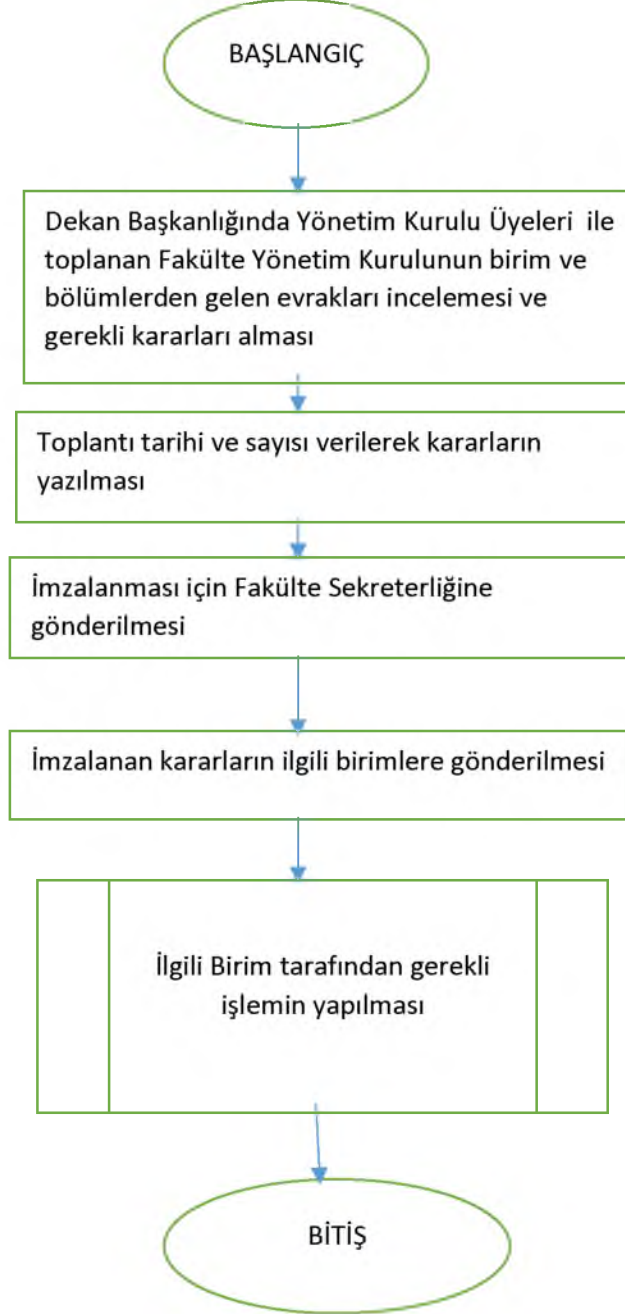 BAŞLANGIÇ
Dekan Başkanlığında Yönetim Kurulu Üyeleri ile
toplanan Fakülte Yönetim Kurulunun birim ve
bölümlerden gelen evrakları incelemesi ve
gerekli kararları alması
Toplantı tarihi ve sayısı verilerek kararların
yazılması
İmzalanması için Fakülte Sekreterliğine
gönderilmesi
İmzalanan kararların ilgili birimlere gönderilmesi
İlgili Birim tarafından gerekli
işlemin yapılması
BİTİŞ